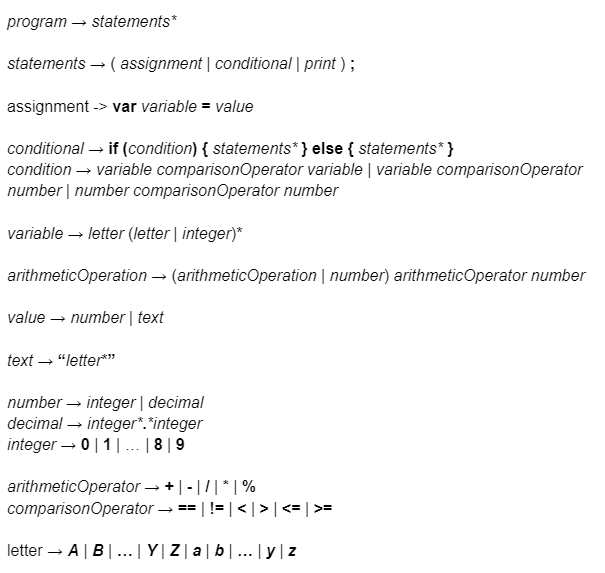 program → statements*
statements → ( assignment | conditional | print ) ;
assignment -> var variable = value
conditional → if (condition) { statements* } else { statements* }
condition → variable comparisonOperator variable | variable comparisonOperator
number | number comparisonOperator number
variable → letter (letter | integer)*
arithmeticOperation → (arithmeticOperation | number) arithmeticOperator number
value → number | text
text → “letter*”
number → integer | decimal
decimal → integer*.*integer
integer → 0 | 1 | … | 8 | 9
arithmeticOperator → + | - | / | * | %
comparisonOperator → == | != | < | > | <= | >=
letter → A | B | … | Y | Z | a | b | … | y | z